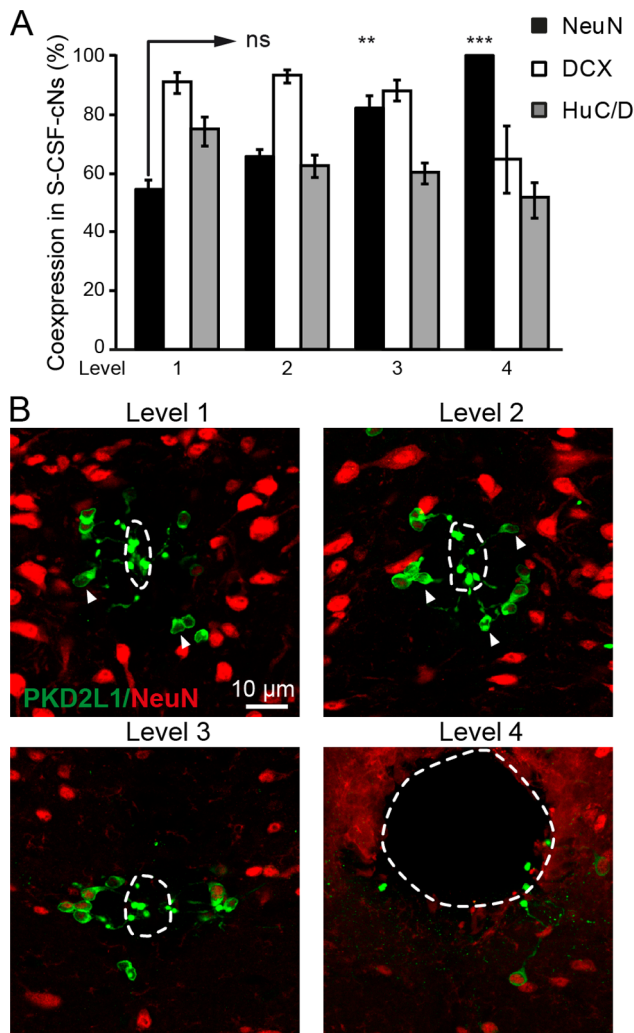 A
Coexpression in S-CSF-cNs (%)
100
80
60
40
20
0
ns
**
***
NeuN
DCX
HuC/D
Level 1 2 3 4
B
Level 1 Level 2
PKD2L1/NeuN 10 µm
Level 3 Level 4